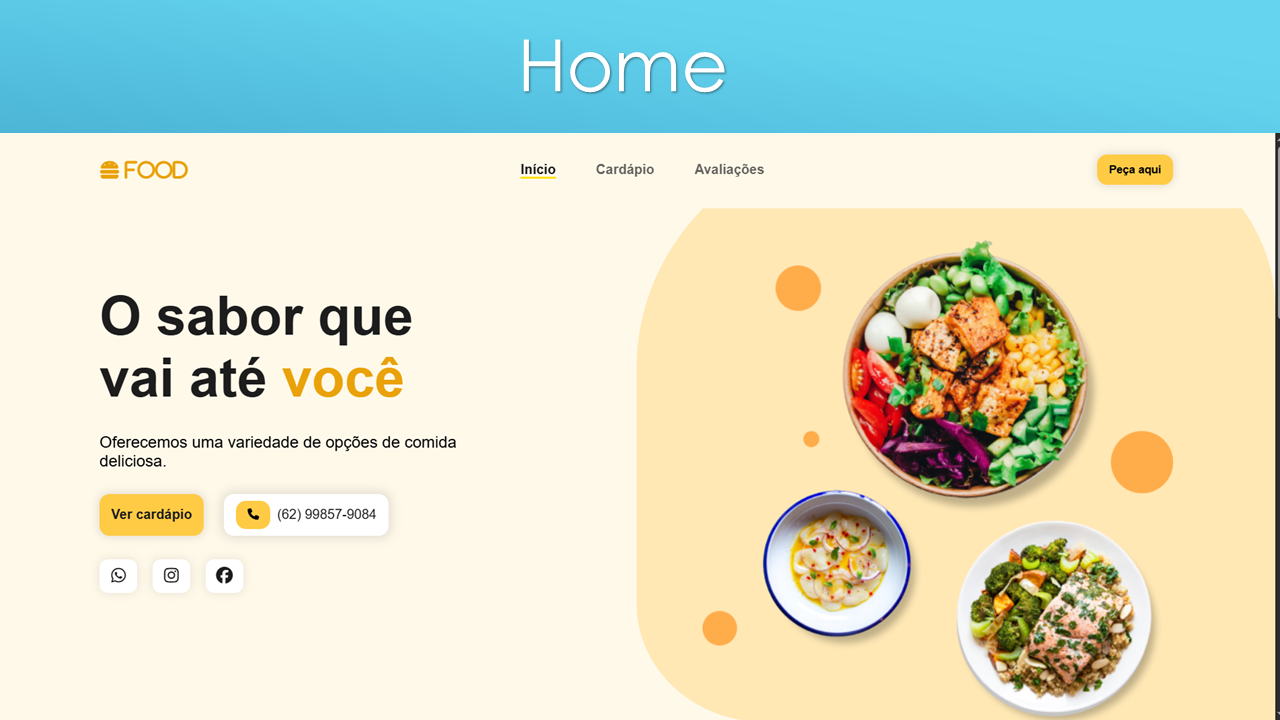 Home
FOOD
Início
Cardápio
Avaliações
Peça aqui
O sabor que
vai até você
Oferecemos uma variedade de opções de comida
deliciosa.
Ver cardápio
(62) 99857-9084